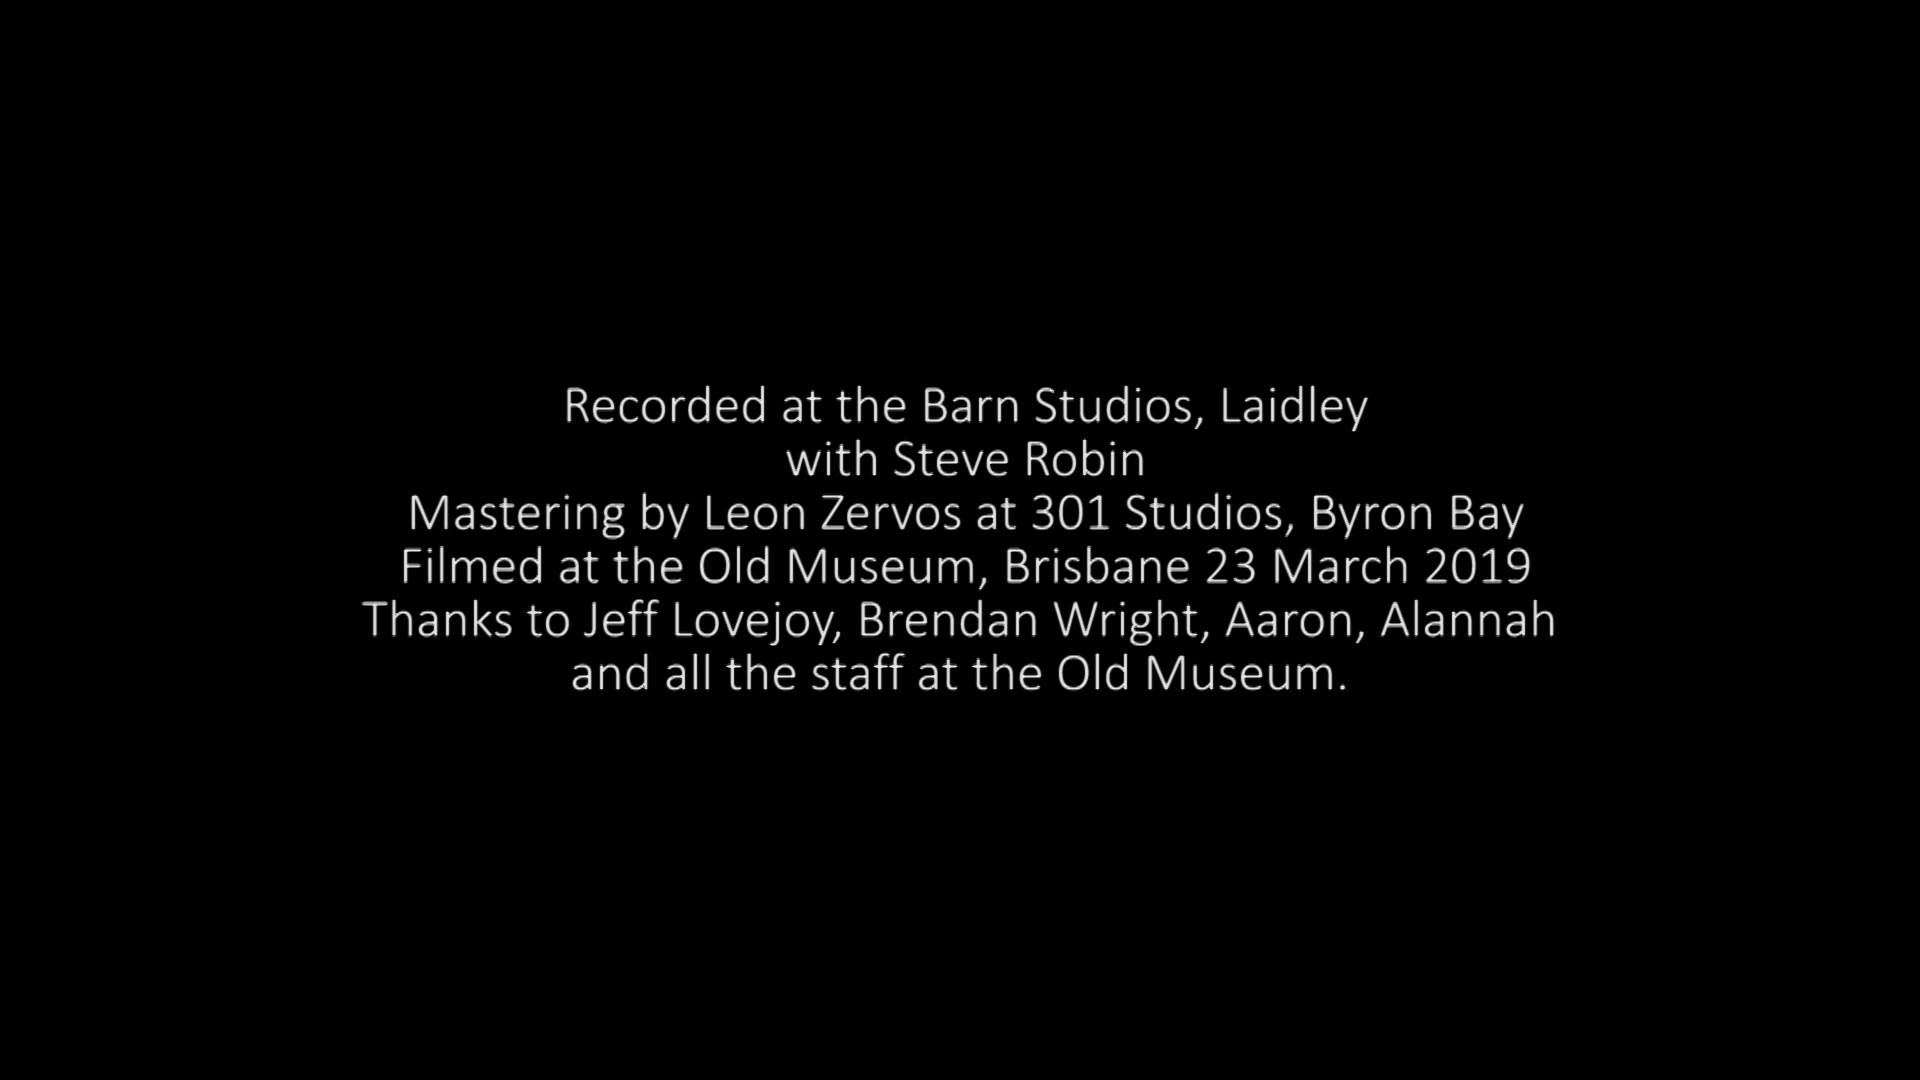 Recorded at the Barn Studios, Laidley
with Steve Robin
Mastering by Leon Zervos at 301 Studios, Byron Bay
Filmed at the Old Museum, Brisbane 23 March 2019
Thanks to Jeff Lovejoy, Brendan Wright, Aaron, Alannah
and all the staff at the Old Museum.